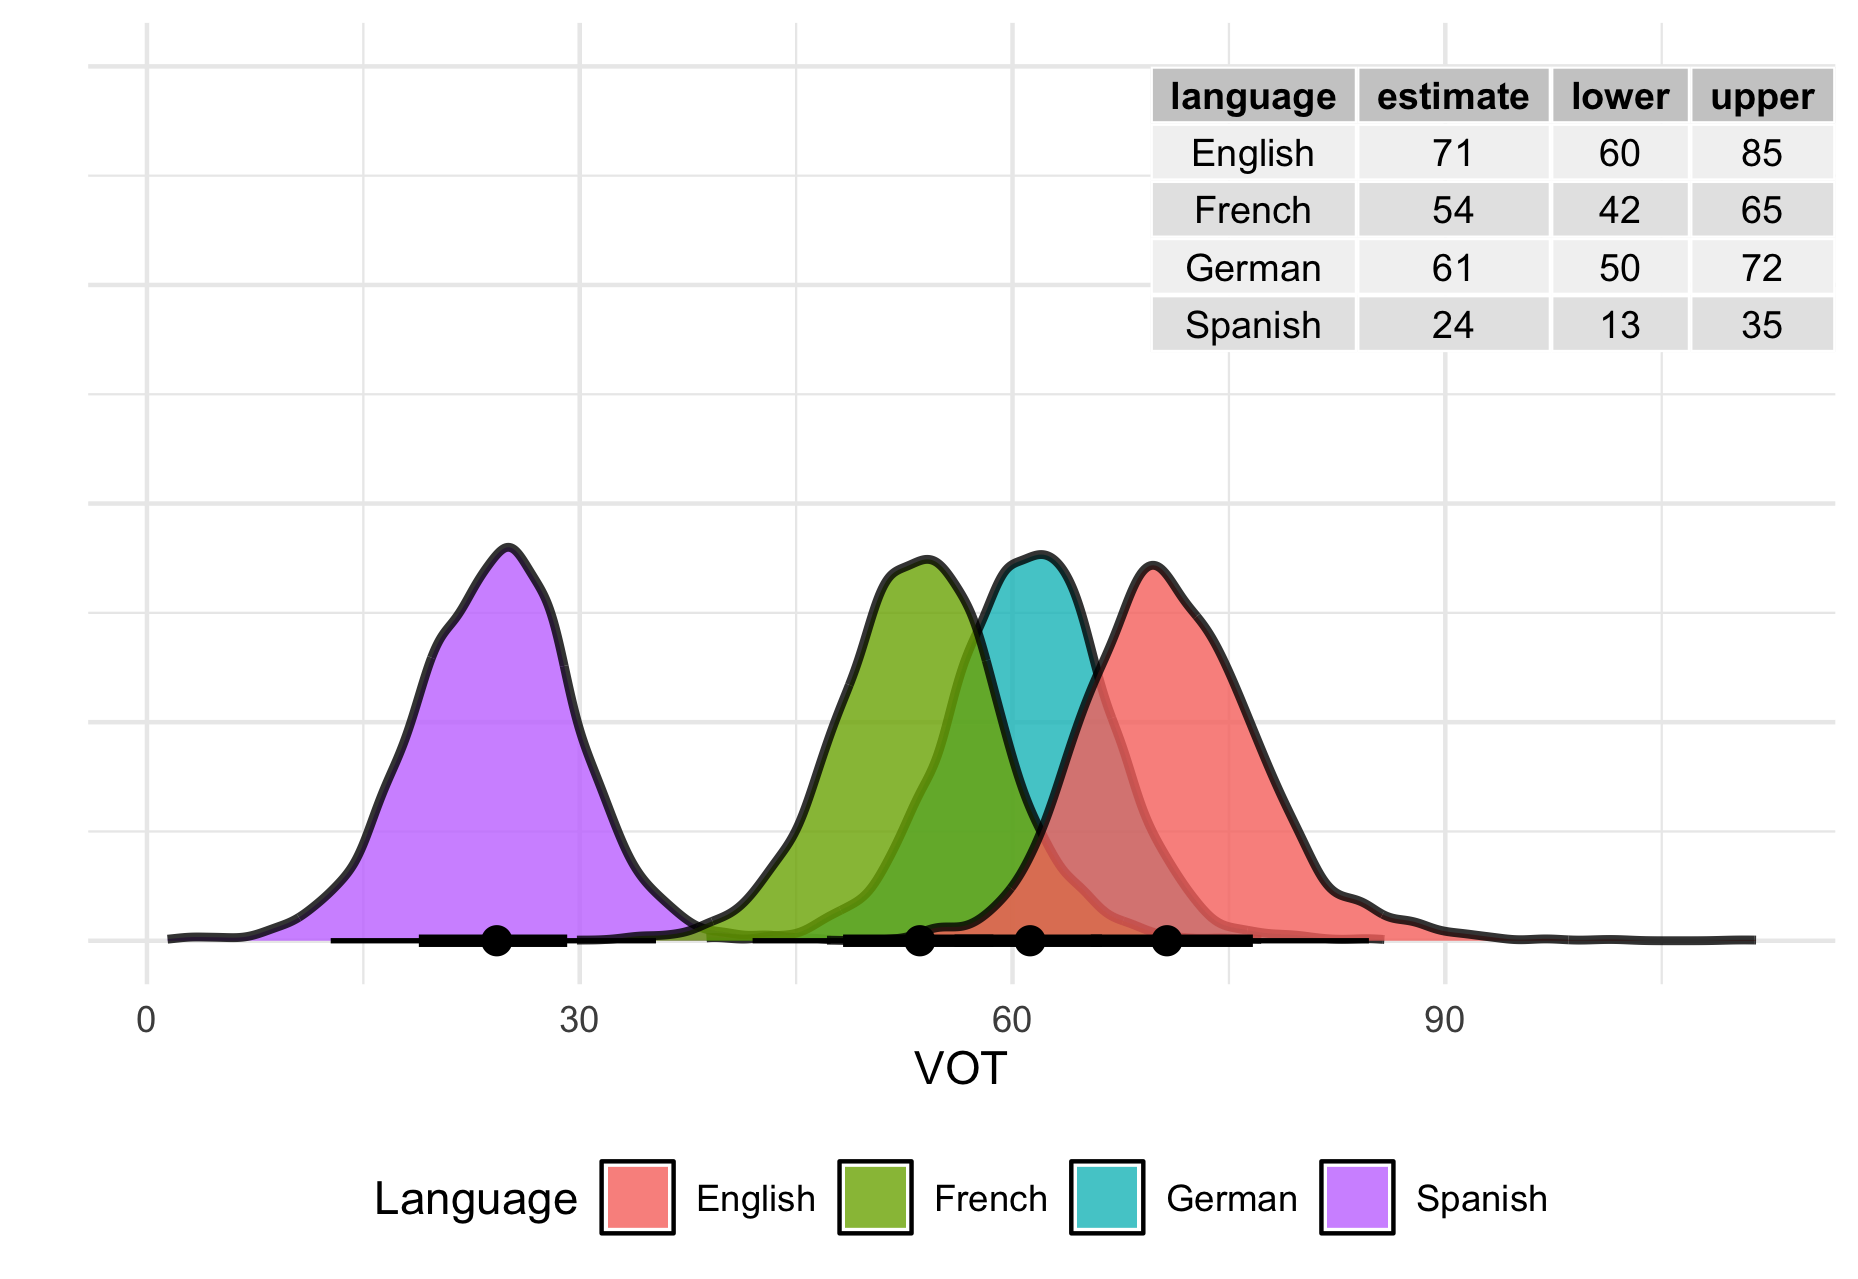 language estimate lower upper
English 71 60 85
French 54 42 65
German 61 50 72
Spanish 24 13 35
0 30 60 90
VOT
Language English French German Spanish